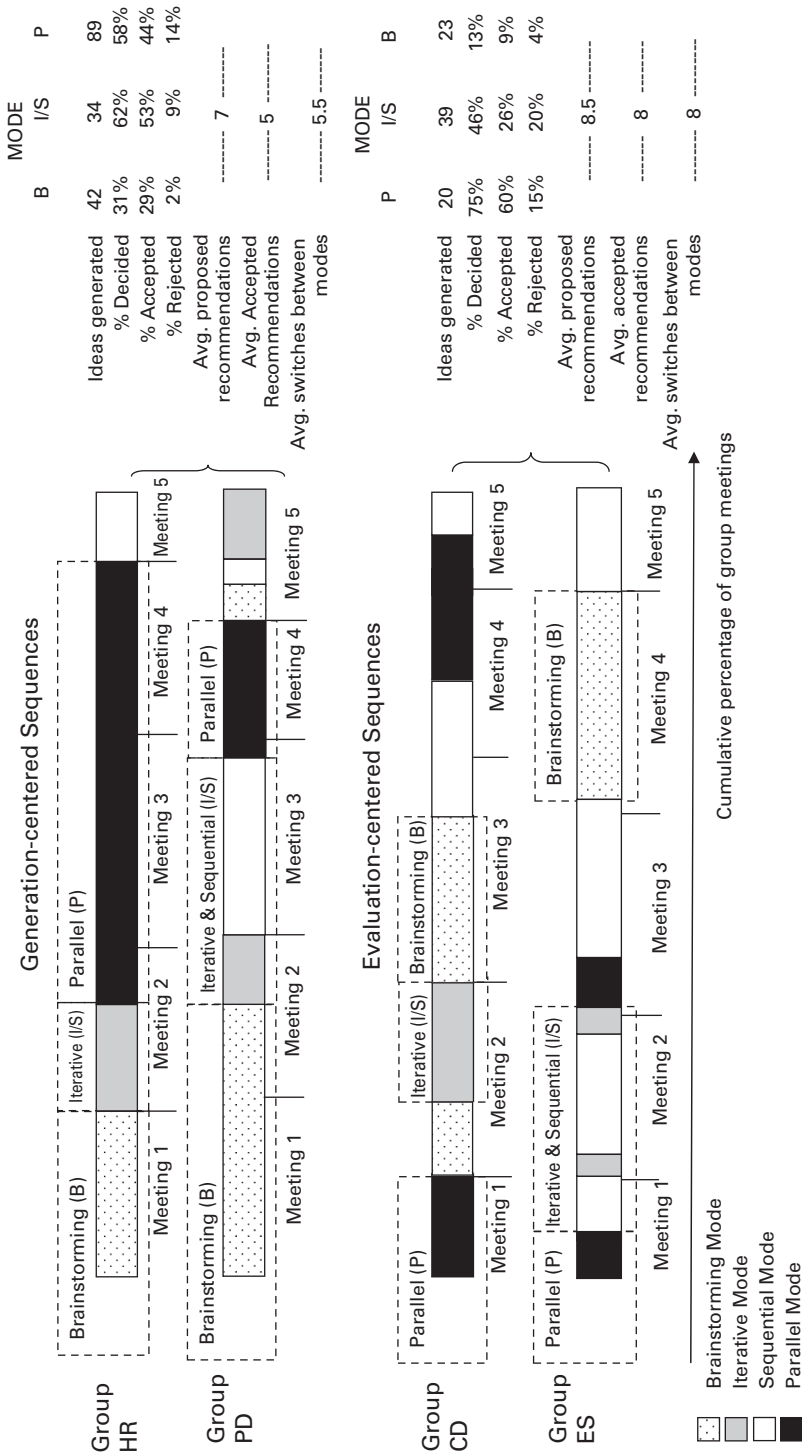 Generation-centered Sequences
MODE
B I/S P
Group
HR
Brainstorming (B)
Iterative (I/S)
Parallel (P)
Meeting 1 Meeting 2 Meeting 3 Meeting 4 Meeting 5
Group
PD
Brainstorming (B)
Iterative & Sequential (I/S)
Parallel (P)
Meeting 1 Meeting 2 Meeting 3 Meeting 4 Meeting 5
Ideas generated 42 34 89
% Decided 31% 62% 58%
% Accepted 29% 53% 44%
% Rejected 2% 9% 14%
Avg. proposed
recommendations -------- 7 --------
Avg. Accepted
Recommendations -------- 5 --------
Avg. switches between
modes -------- 5.5 --------
Evaluation-centered Sequences
MODE
P I/S B
Group
CD
Parallel (P)
Iterative (I/S)
Brainstorming (B)
Meeting 1 Meeting 2 Meeting 3 Meeting 4 Meeting 5
Group
ES
Parallel (P)
Iterative & Sequential (I/S)
Brainstorming (B)
Meeting 1 Meeting 2 Meeting 3 Meeting 4 Meeting 5
Ideas generated 20 39 23
% Decided 75% 46% 13%
% Accepted 60% 26% 9%
% Rejected 15% 20% 4%
Avg. proposed
recommendations -------- 8.5 --------
Avg. accepted
recommendations -------- 8 --------
Avg. switches between
modes -------- 8 --------
Cumulative percentage of group meetings
Brainstorming Mode
Iterative Mode
Sequential Mode
Parallel Mode